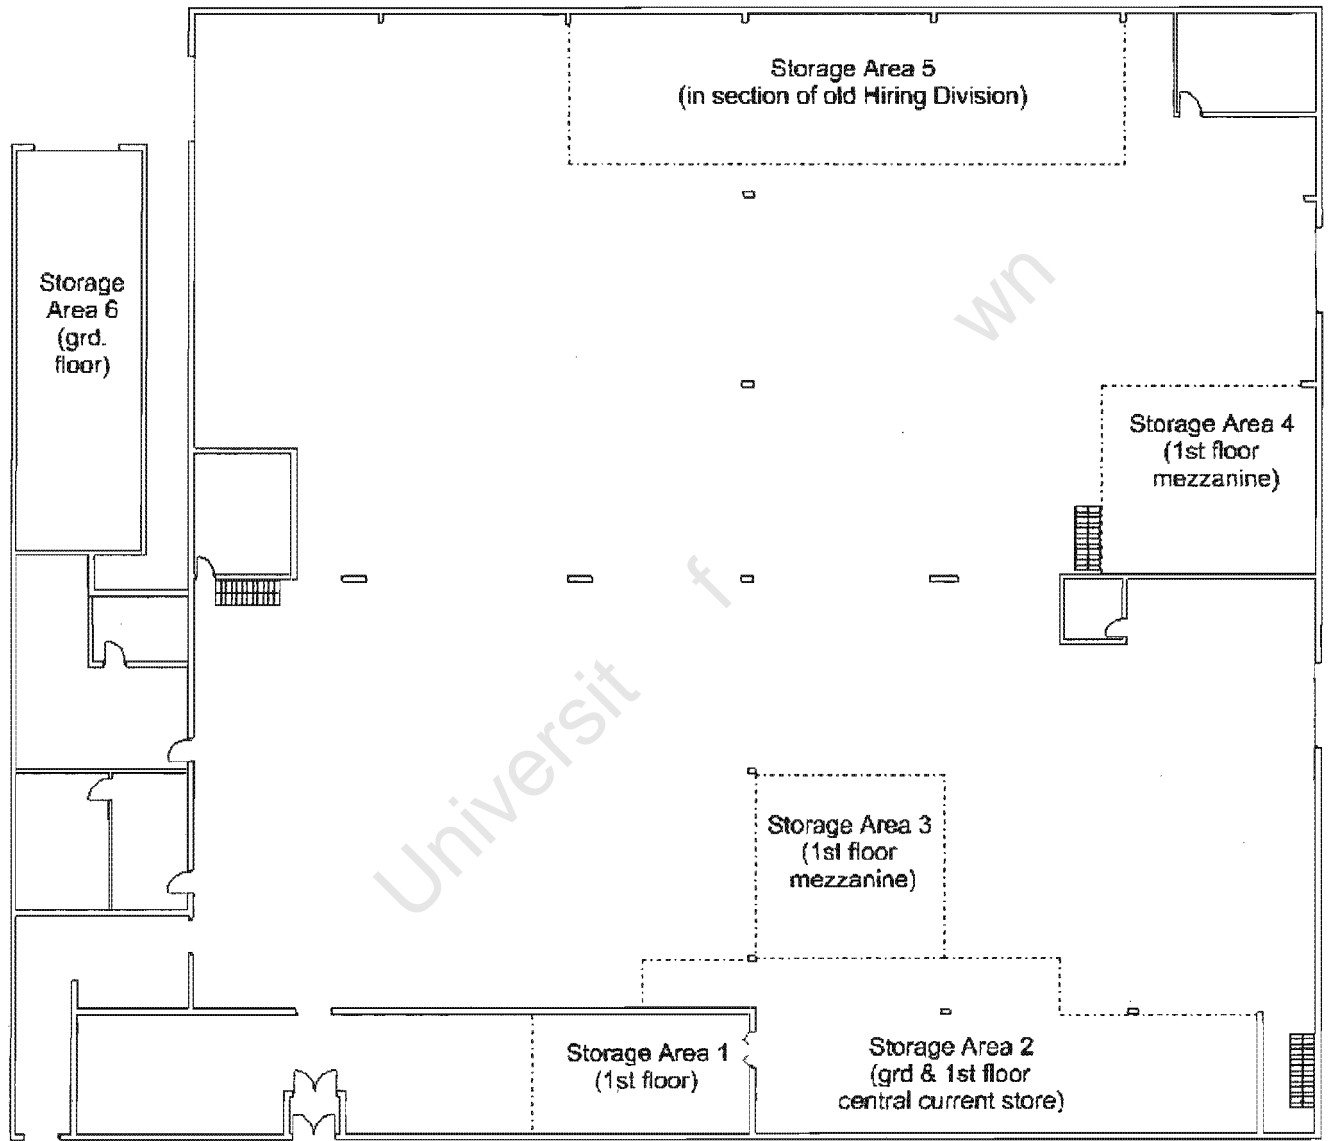 Storage Area 5
(in section of old Hiring Division)
Storage
Area 6
(grd.
floor)
wn
Storage Area 4
(1st floor
mezzanine)
f
Universit
Storage Area 3
(1st floor
mezzanine)
Storage Area 1
(1st floor)
Storage Area 2
(grd & 1st floor
central current store)